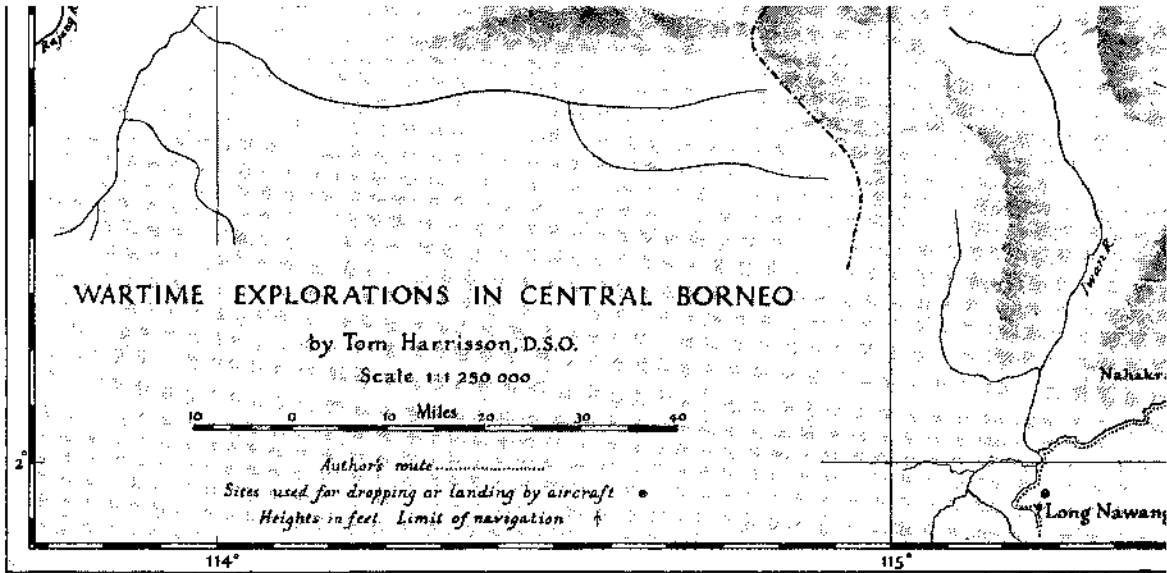 Rajang R
Iwan R.
WARTIME EXPLORATIONS IN CENTRAL BORNEO
by Tom Harrisson, D.S.O.
Scale 1:1 250 000
Nahakra
10 0 10 Miles 20 30 40
2°
Author's route
Sites used for dropping or landing by aircraft
Heights in feet. Limit of navigation
Long Nawang
114° 115°